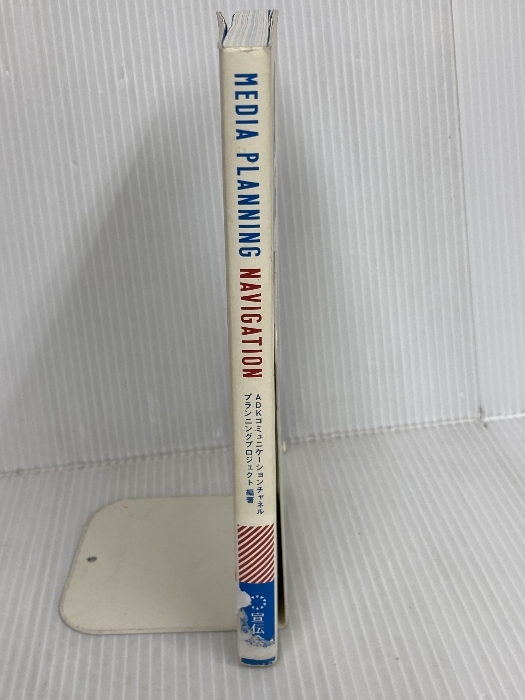 MEDIA PLANNING NAVIGATION
ADKコミュニケーションチャネル
プランニングプロジェクト 編著
宣伝